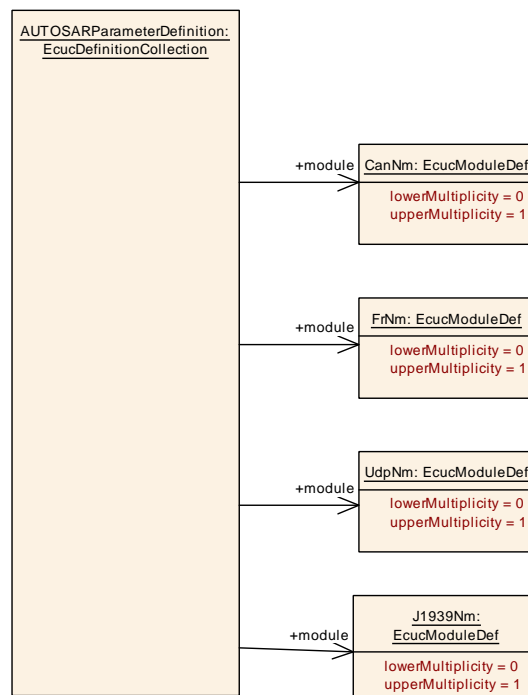 AUTOSARParameterDefinition:
EcucDefinitionCollection
+module
CanNm: EcucModuleDef
lowerMultiplicity = 0
upperMultiplicity = 1
+module
FrNm: EcucModuleDef
lowerMultiplicity = 0
upperMultiplicity = 1
+module
UdpNm: EcucModuleDef
lowerMultiplicity = 0
upperMultiplicity = 1
+module
J1939Nm:
EcucModuleDef
lowerMultiplicity = 0
upperMultiplicity = 1